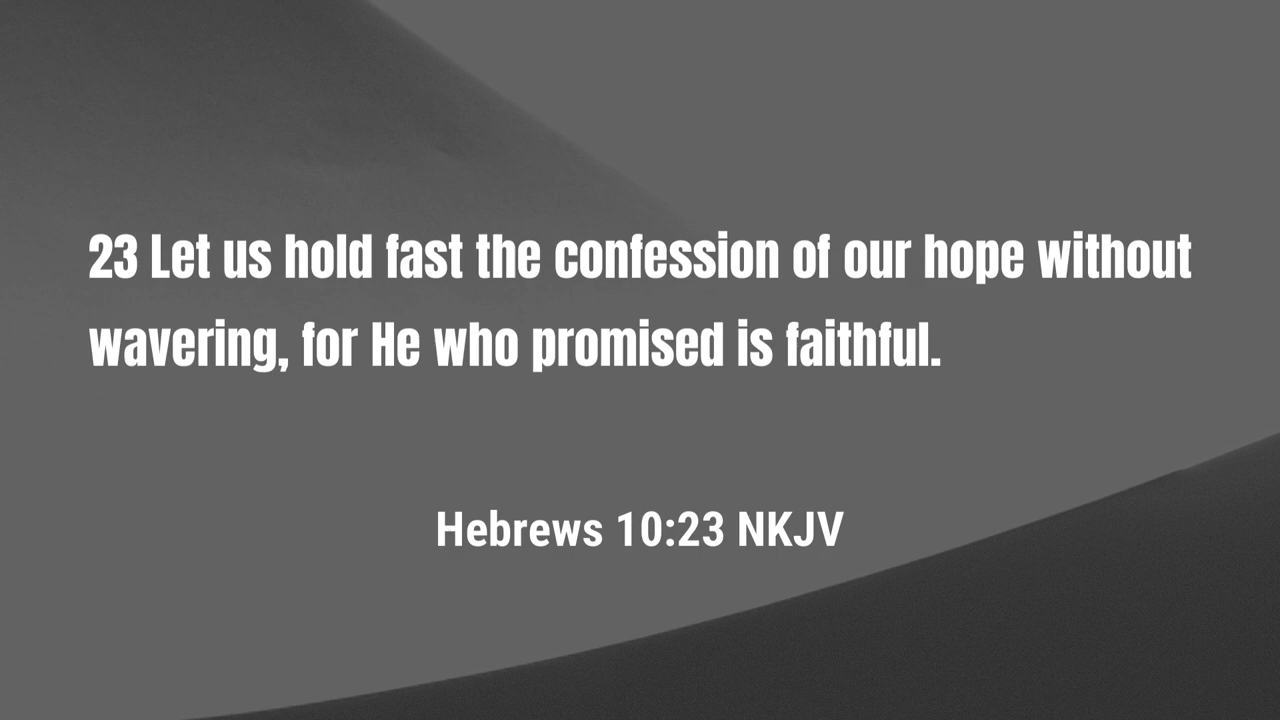 23 Let us hold fast the confession of our hope without
wavering, for He who promised is faithful.
Hebrews 10:23 NKJV